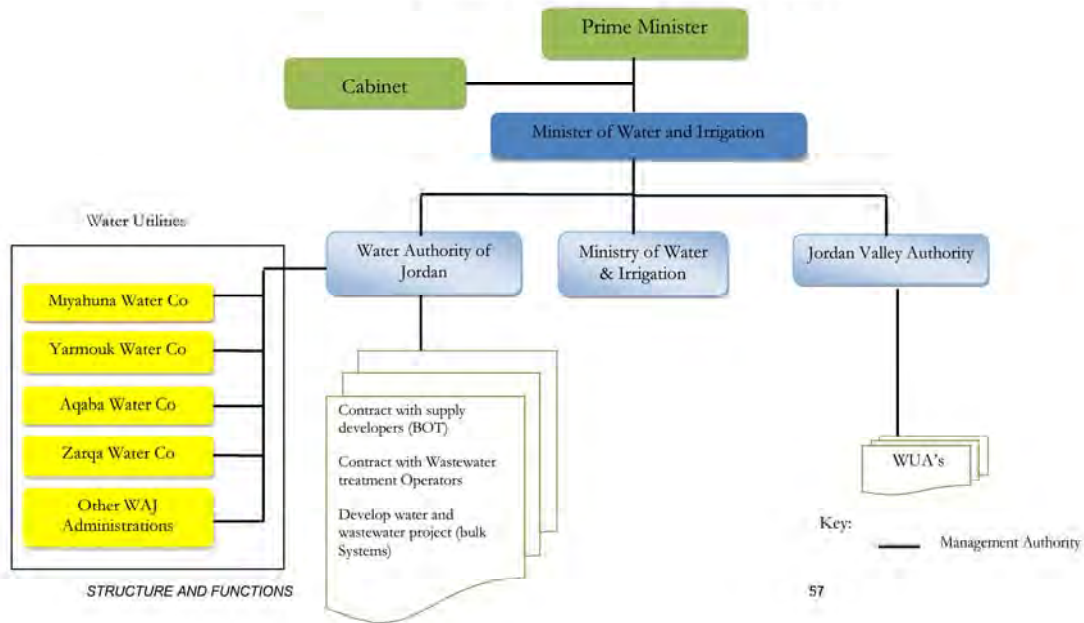 Prime Minister
Cabinet
Minister of Water and Irrigation
Water Utilities
Water Authority of
Jordan
Ministry of Water
& Irrigation
Jordan Valley Authority
Miyahuna Water Co
Yarmouk Water Co
Aqaba Water Co
Zarqa Water Co
Other WAJ
Administrations
Contract with supply
developers (BOT)
Contract with Wastewater
treatment Operators
Develop water and
wastewater project (bulk
Systems)
WUA's
Key:
Management Authority
STRUCTURE AND FUNCTIONS
57